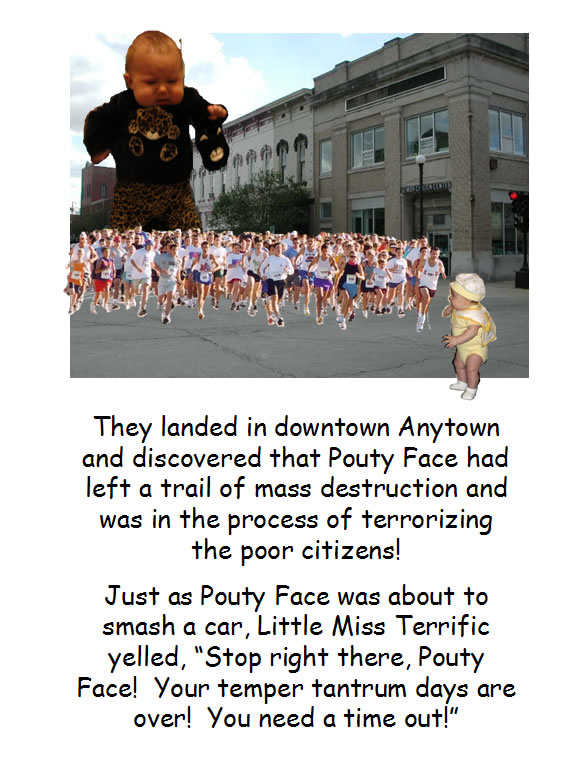 They landed in downtown Anytown
and discovered that Pouty Face had
left a trail of mass destruction and
was in the process of terrorizing
the poor citizens!
Just as Pouty Face was about to
smash a car, Little Miss Terrific
yelled, “Stop right there, Pouty
Face!  Your temper tantrum days are
over!  You need a time out!”